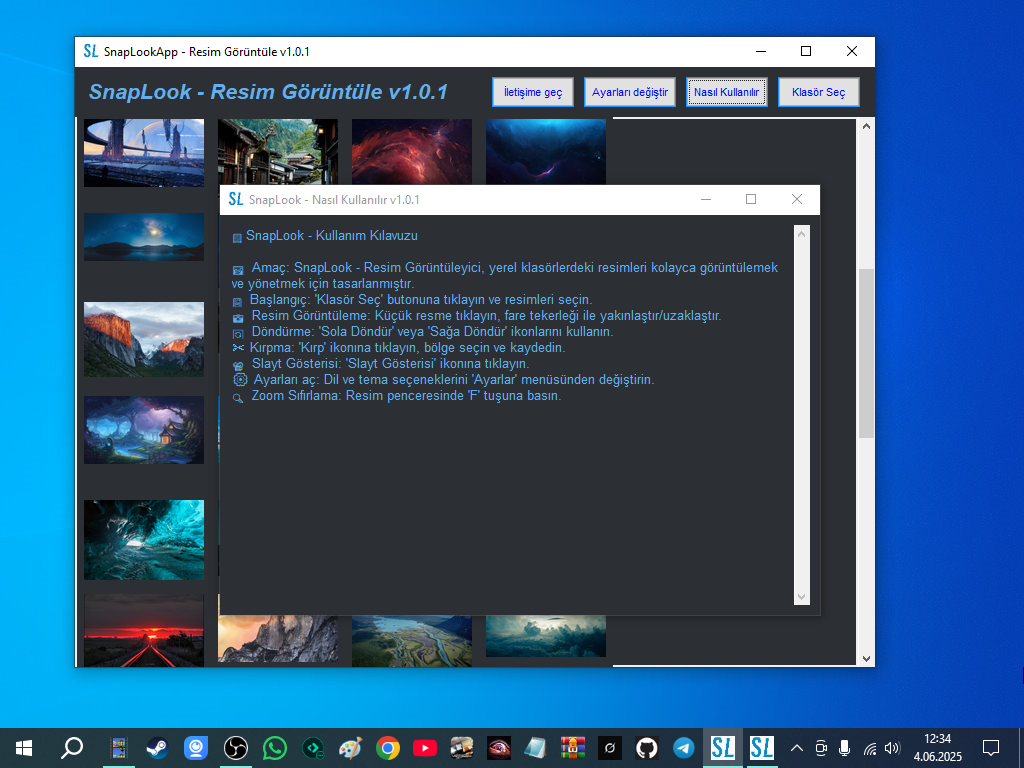 SL SnapLookApp - Resim Görüntüle v1.0.1
SnapLook - Resim Görüntüle v1.0.1
İletişime geç
Ayarları değiştir
Nasıl Kullanılır
Klasör Seç
SL SnapLook - Nasıl Kullanılır v1.0.1
SnapLook - Kullanım Kılavuzu
Amaç: SnapLook - Resim Görüntüleyici, yerel klasörlerdeki resimleri kolayca görüntülemek
ve yönetmek için tasarlanmıştır.
Başlangıç: 'Klasör Seç' butonuna tıklayın ve resimleri seçin.
Resim Görüntüleme: Küçük resme tıklayın, fare tekerleği ile yakınlaştır/uzaklaştır.
Döndürme: 'Sola Döndür' veya 'Sağa Döndür' ikonlarını kullanın.
Kırpma: 'Kırp' ikonına tıklayın, bölge seçin ve kaydedin.
Slayt Gösterisi: 'Slayt Gösterisi' ikonına tıklayın.
Ayarları aç: Dil ve tema seçeneklerini 'Ayarlar' menüsünden değiştirin.
Zoom Sıfırlama: Resim penceresinde 'F' tuşuna basın.
SL
SL
12:34
4.06.2025